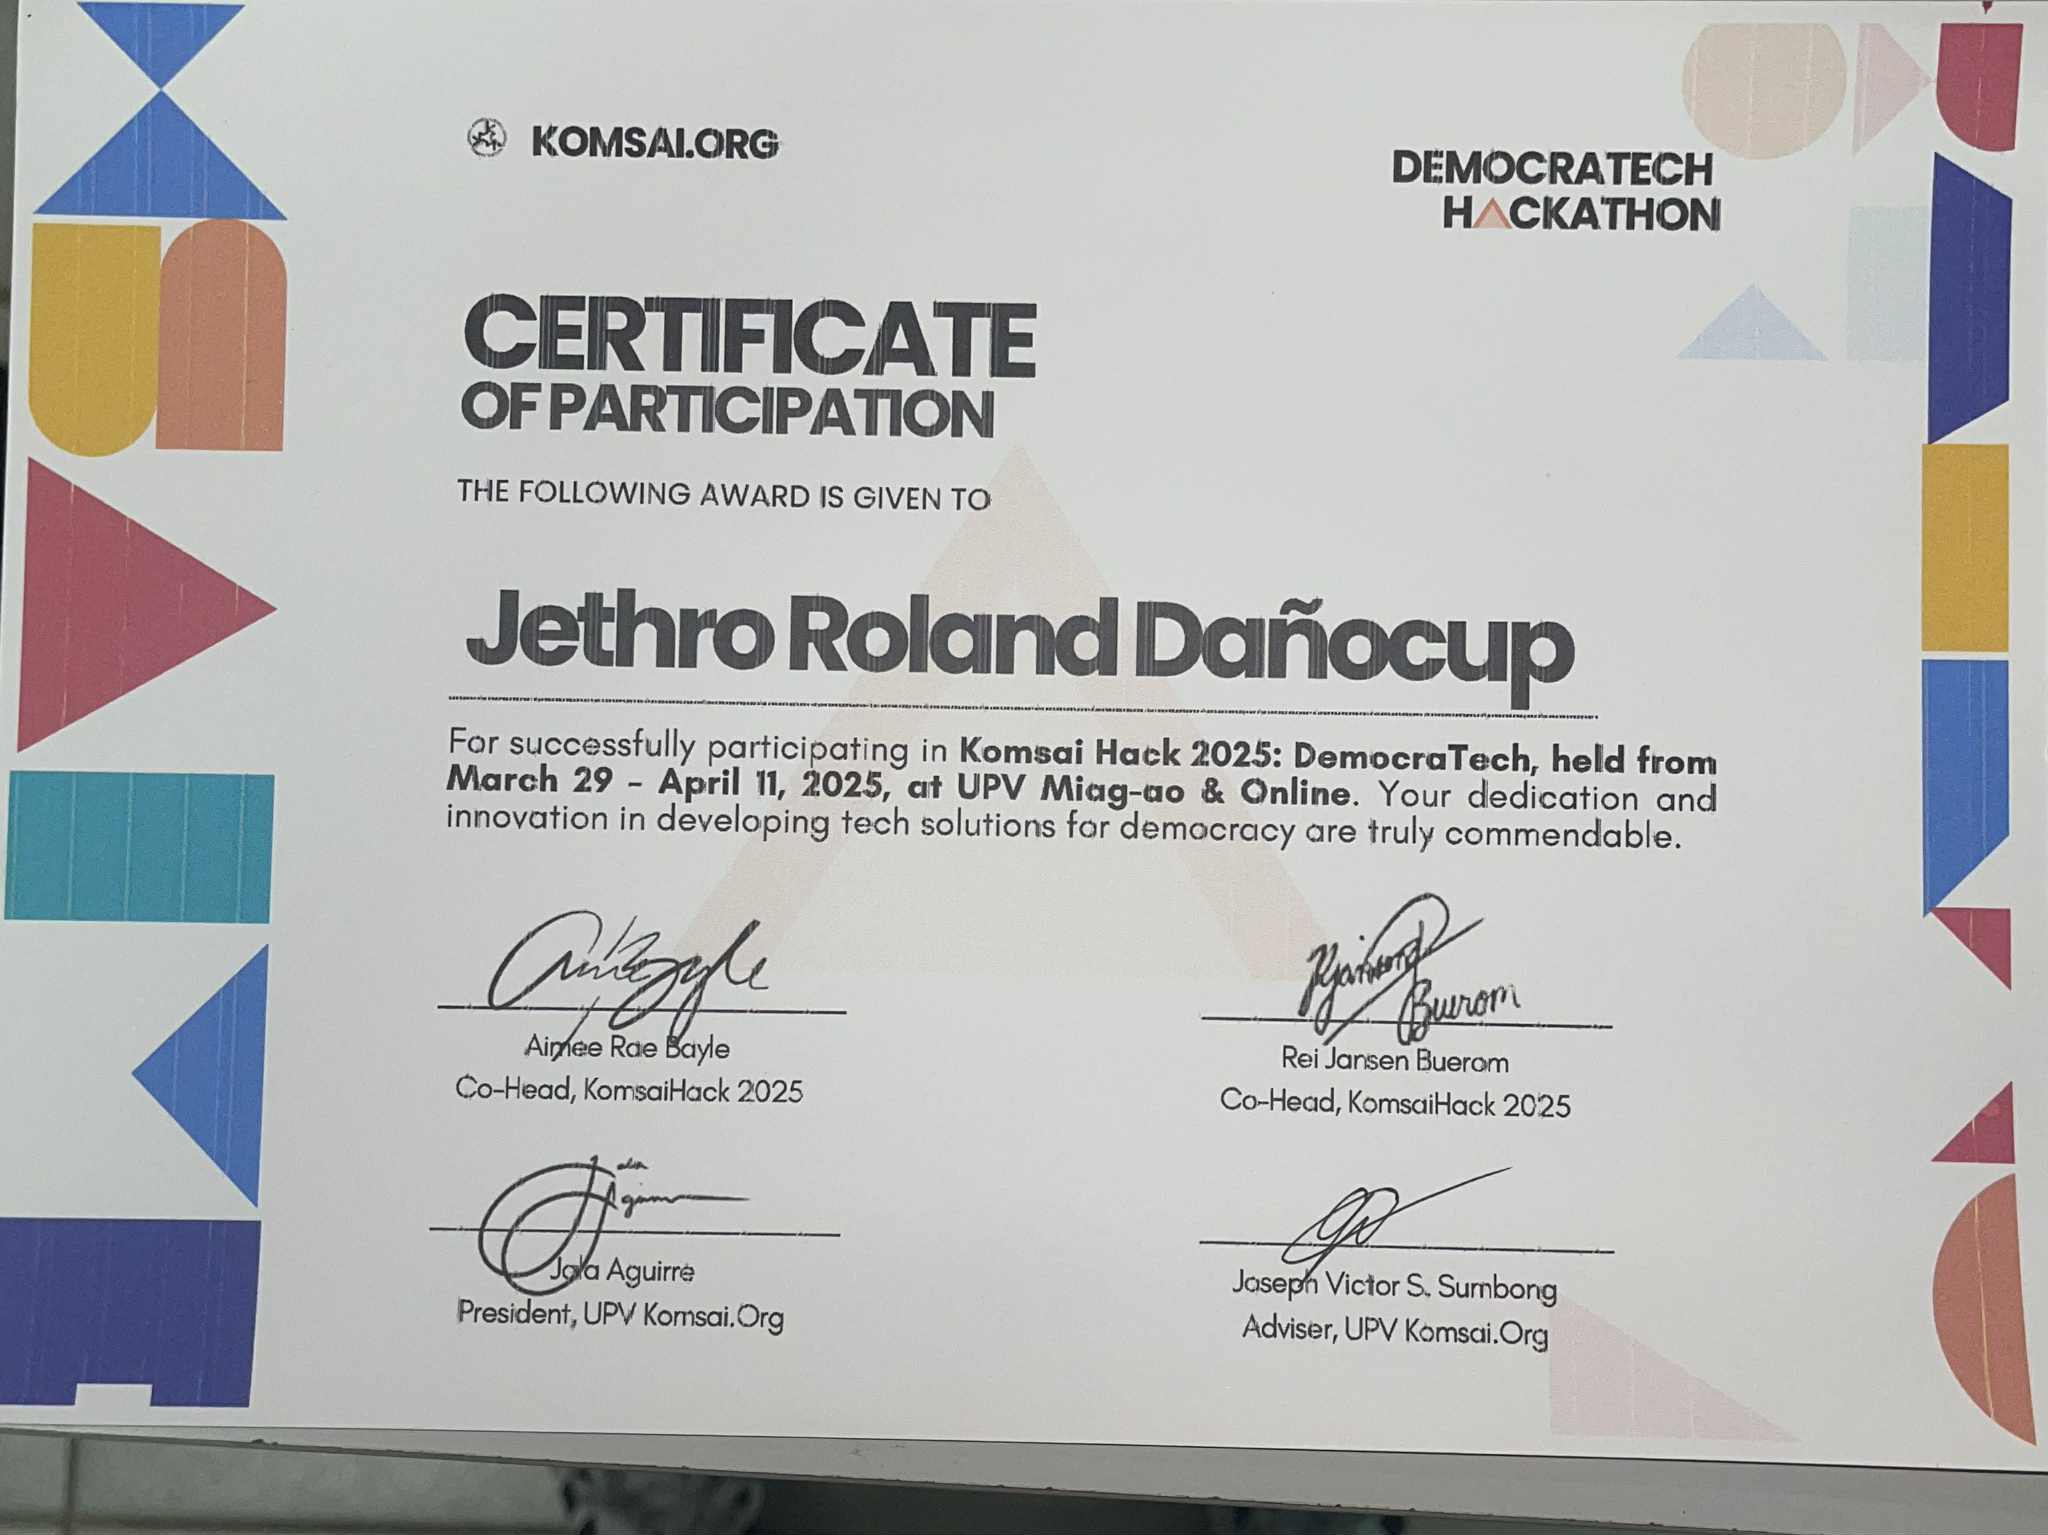 KOMSAI.ORG
DEMOCRATECH
HACKATHON
CERTIFICATE
OF PARTICIPATION
THE FOLLOWING AWARD IS GIVEN TO
Jethro Roland Dañocup
For successfully participating in Komsai Hack 2025: DemocraTech, held from
March 29 - April 11, 2025, at UPV Miag-ao & Online. Your dedication and
innovation in developing tech solutions for democracy are truly commendable.
Buerom
Aimee Rae Bayle
Co-Head, KomsaiHack 2025
Rei Jansen Buerom
Co-Head, KomsaiHack 2025
Jola Aguirre
President, UPV Komsai.Org
Joseph Victor S. Sumbong
Adviser, UPV Komsai.Org